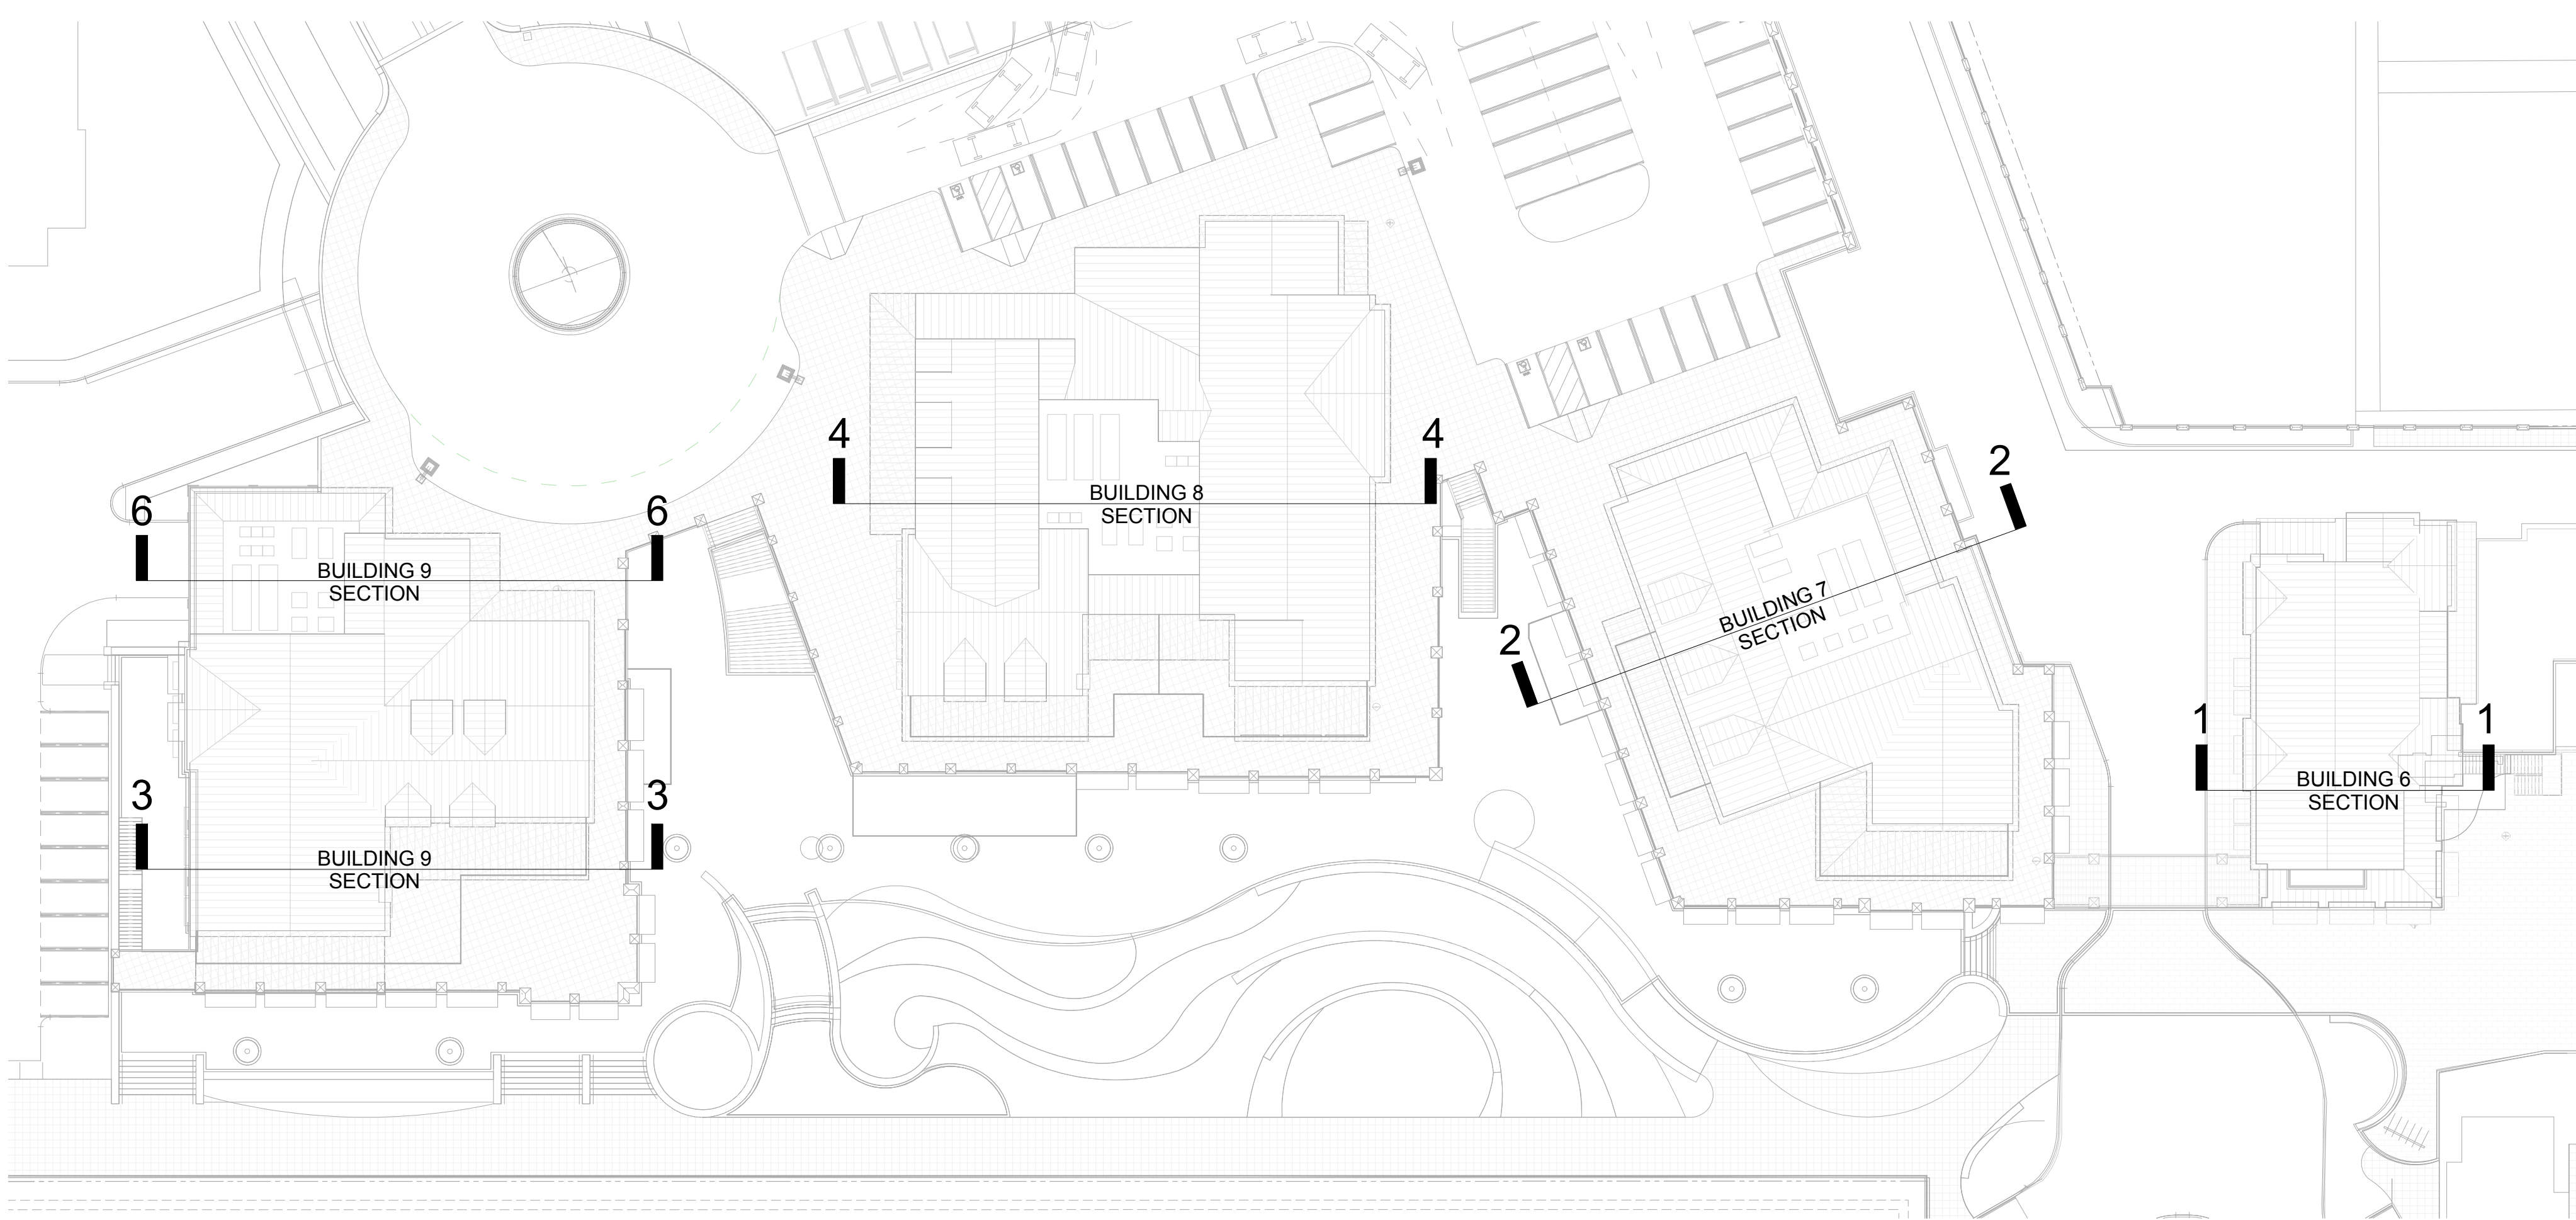 4
4
BUILDING 8
SECTION
2
2
BUILDING 7
SECTION
6
6
BUILDING 9
SECTION
1
1
BUILDING 6
SECTION
3
3
BUILDING 9
SECTION